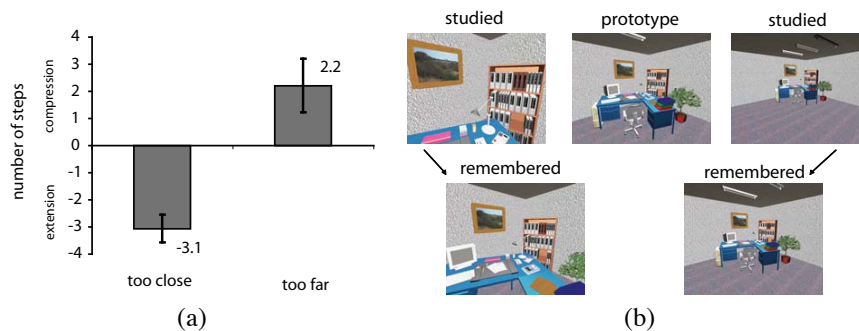 4
3
2
1
0
-1
-2
-3
-4
number of steps
compression
extension
2.2
-3.1
too close
too far
(a)
studied
prototype
studied
remembered
remembered
(b)